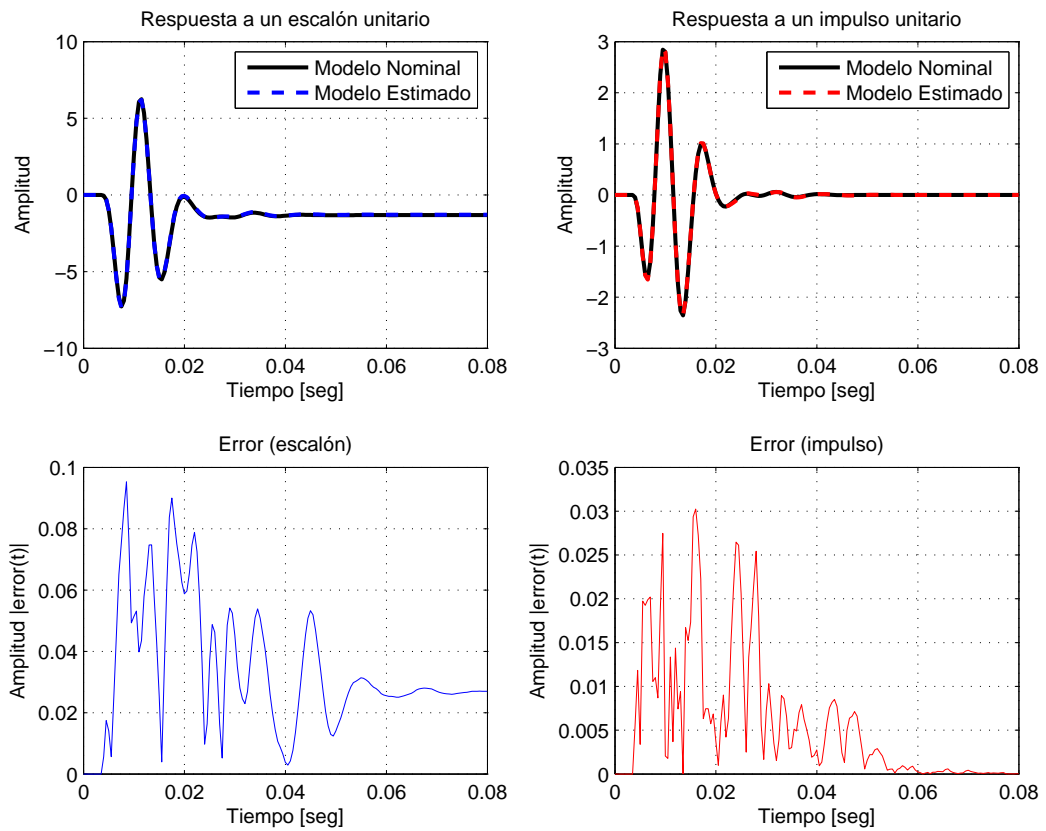 Respuesta a un escalón unitario
10
5
0
−5
−10
Amplitud
Modelo Nominal
Modelo Estimado
0 0.02 0.04 0.06 0.08
Tiempo [seg]
Respuesta a un impulso unitario
3
2
1
0
−1
−2
−3
Amplitud
Modelo Nominal
Modelo Estimado
0 0.02 0.04 0.06 0.08
Tiempo [seg]
Error (escalón)
0.1
0.08
0.06
0.04
0.02
0
Amplitud |error(t)|
0 0.02 0.04 0.06 0.08
Tiempo [seg]
Error (impulso)
0.035
0.03
0.025
0.02
0.015
0.01
0.005
0
Amplitud |error(t)|
0 0.02 0.04 0.06 0.08
Tiempo [seg]